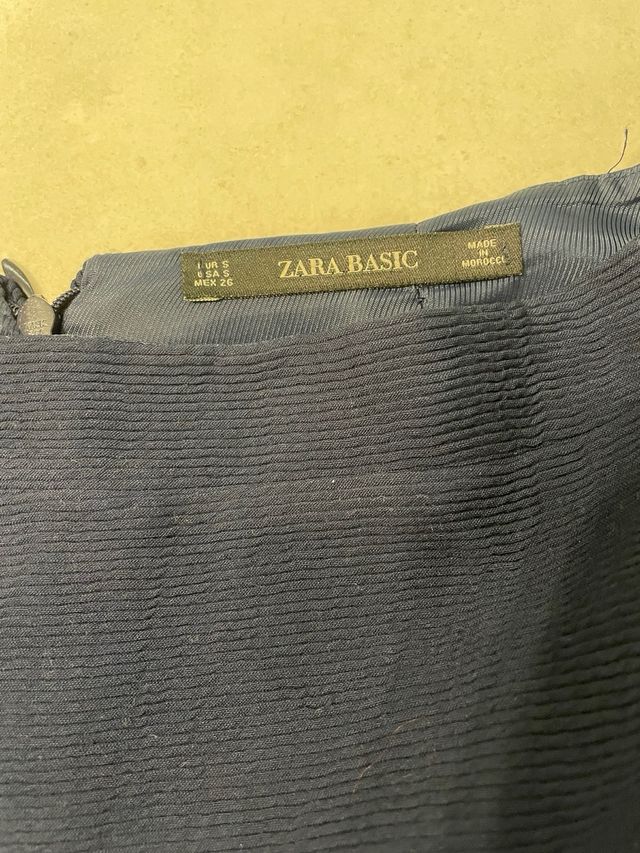 EUR S
USA S
MEX 26
ZARA BASIC
MADE
IN
MOROCCO